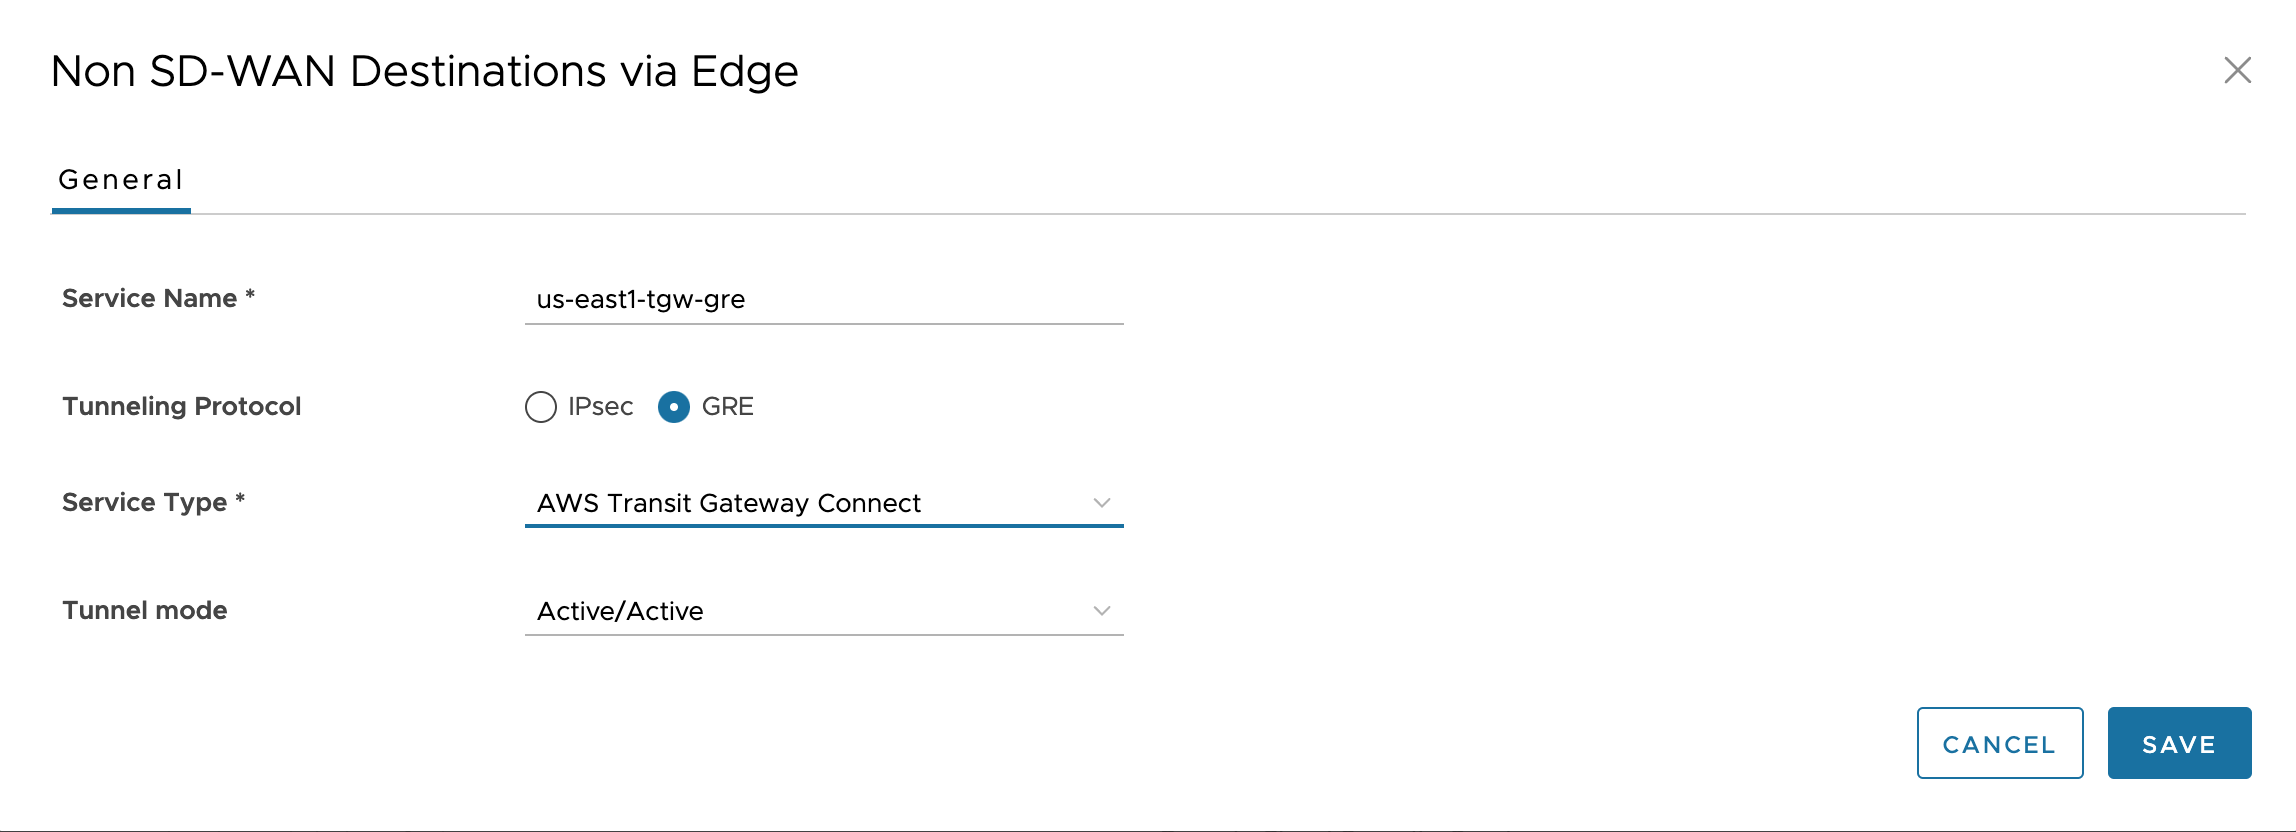 Non SD-WAN Destinations via Edge
General
Service Name *
us-east1-tgw-gre
Tunneling Protocol
IPsec GRE
Service Type *
AWS Transit Gateway Connect
Tunnel mode
Active/Active
CANCEL SAVE